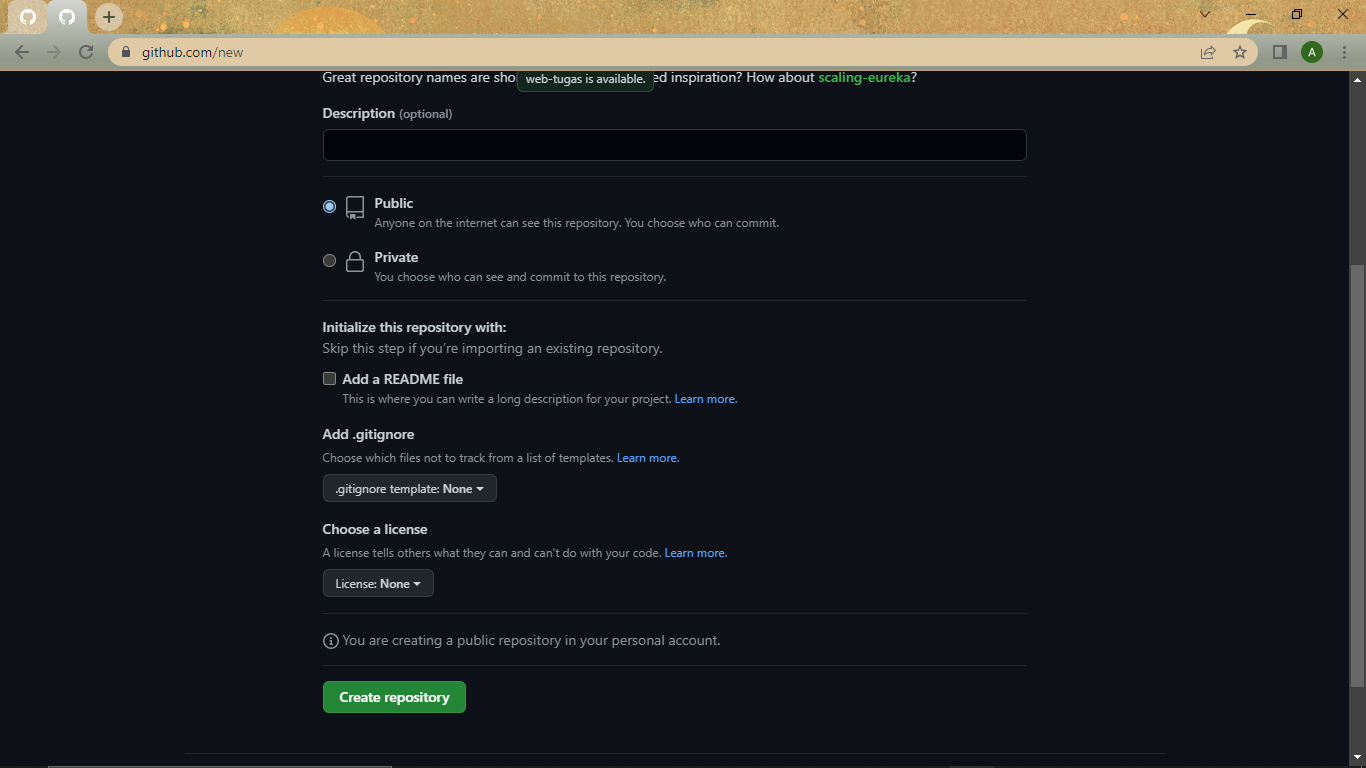 github.com/new
A
Great repository names are sho web-tugas is available. ed inspiration? How about scaling-eureka?
Description (optional)
Public
Anyone on the internet can see this repository. You choose who can commit.
Private
You choose who can see and commit to this repository.
Initialize this repository with:
Skip this step if you’re importing an existing repository.
Add a README file
This is where you can write a long description for your project. Learn more.
Add .gitignore
Choose which files not to track from a list of templates. Learn more.
.gitignore template: None
Choose a license
A license tells others what they can and can't do with your code. Learn more.
License: None
You are creating a public repository in your personal account.
Create repository